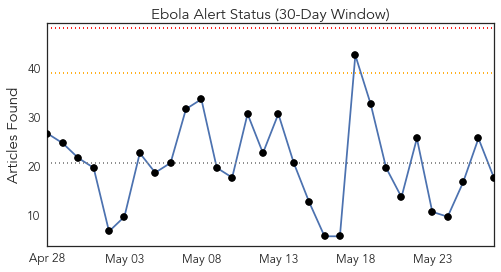 Ebola Alert Status (30-Day Window)
Articles Found
40
30
20
10
Apr 28 May 03 May 08 May 13 May 18 May 23